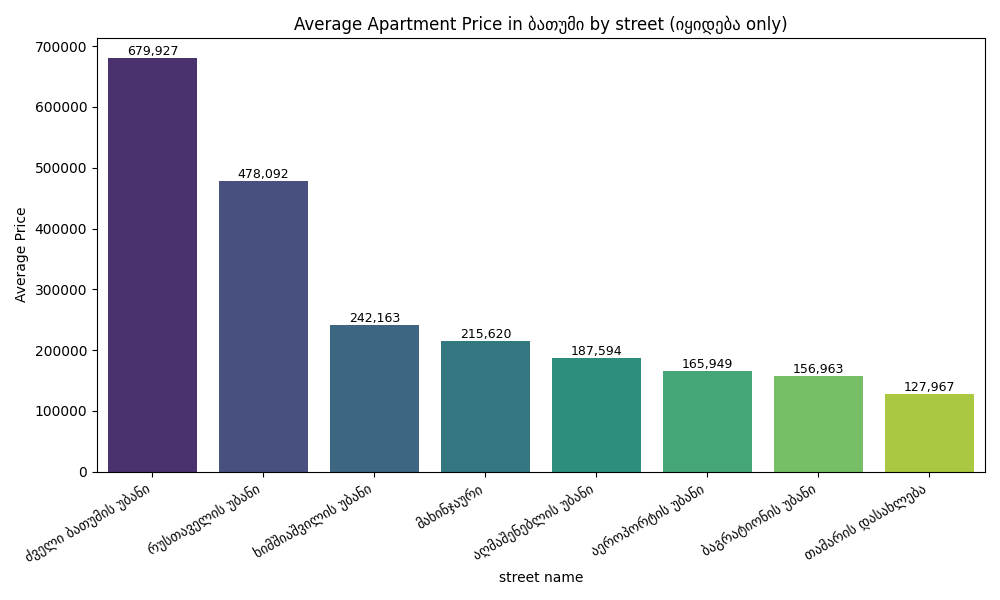 Average Apartment Price in ბათუმი by street (იყიდება only)
Average Price
700000
600000
500000
400000
300000
200000
100000
0
679,927
478,092
242,163
215,620
187,594
165,949
156,963
127,967
ძველი ბათუმის უბანი
რუსთაველის უბანი
ხიმშიაშვილის უბანი
მახინჯაური
აღმაშენებლის უბანი
აეროპორტის უბანი
ბაგრატიონის უბანი
თამარის დასახლება
street name